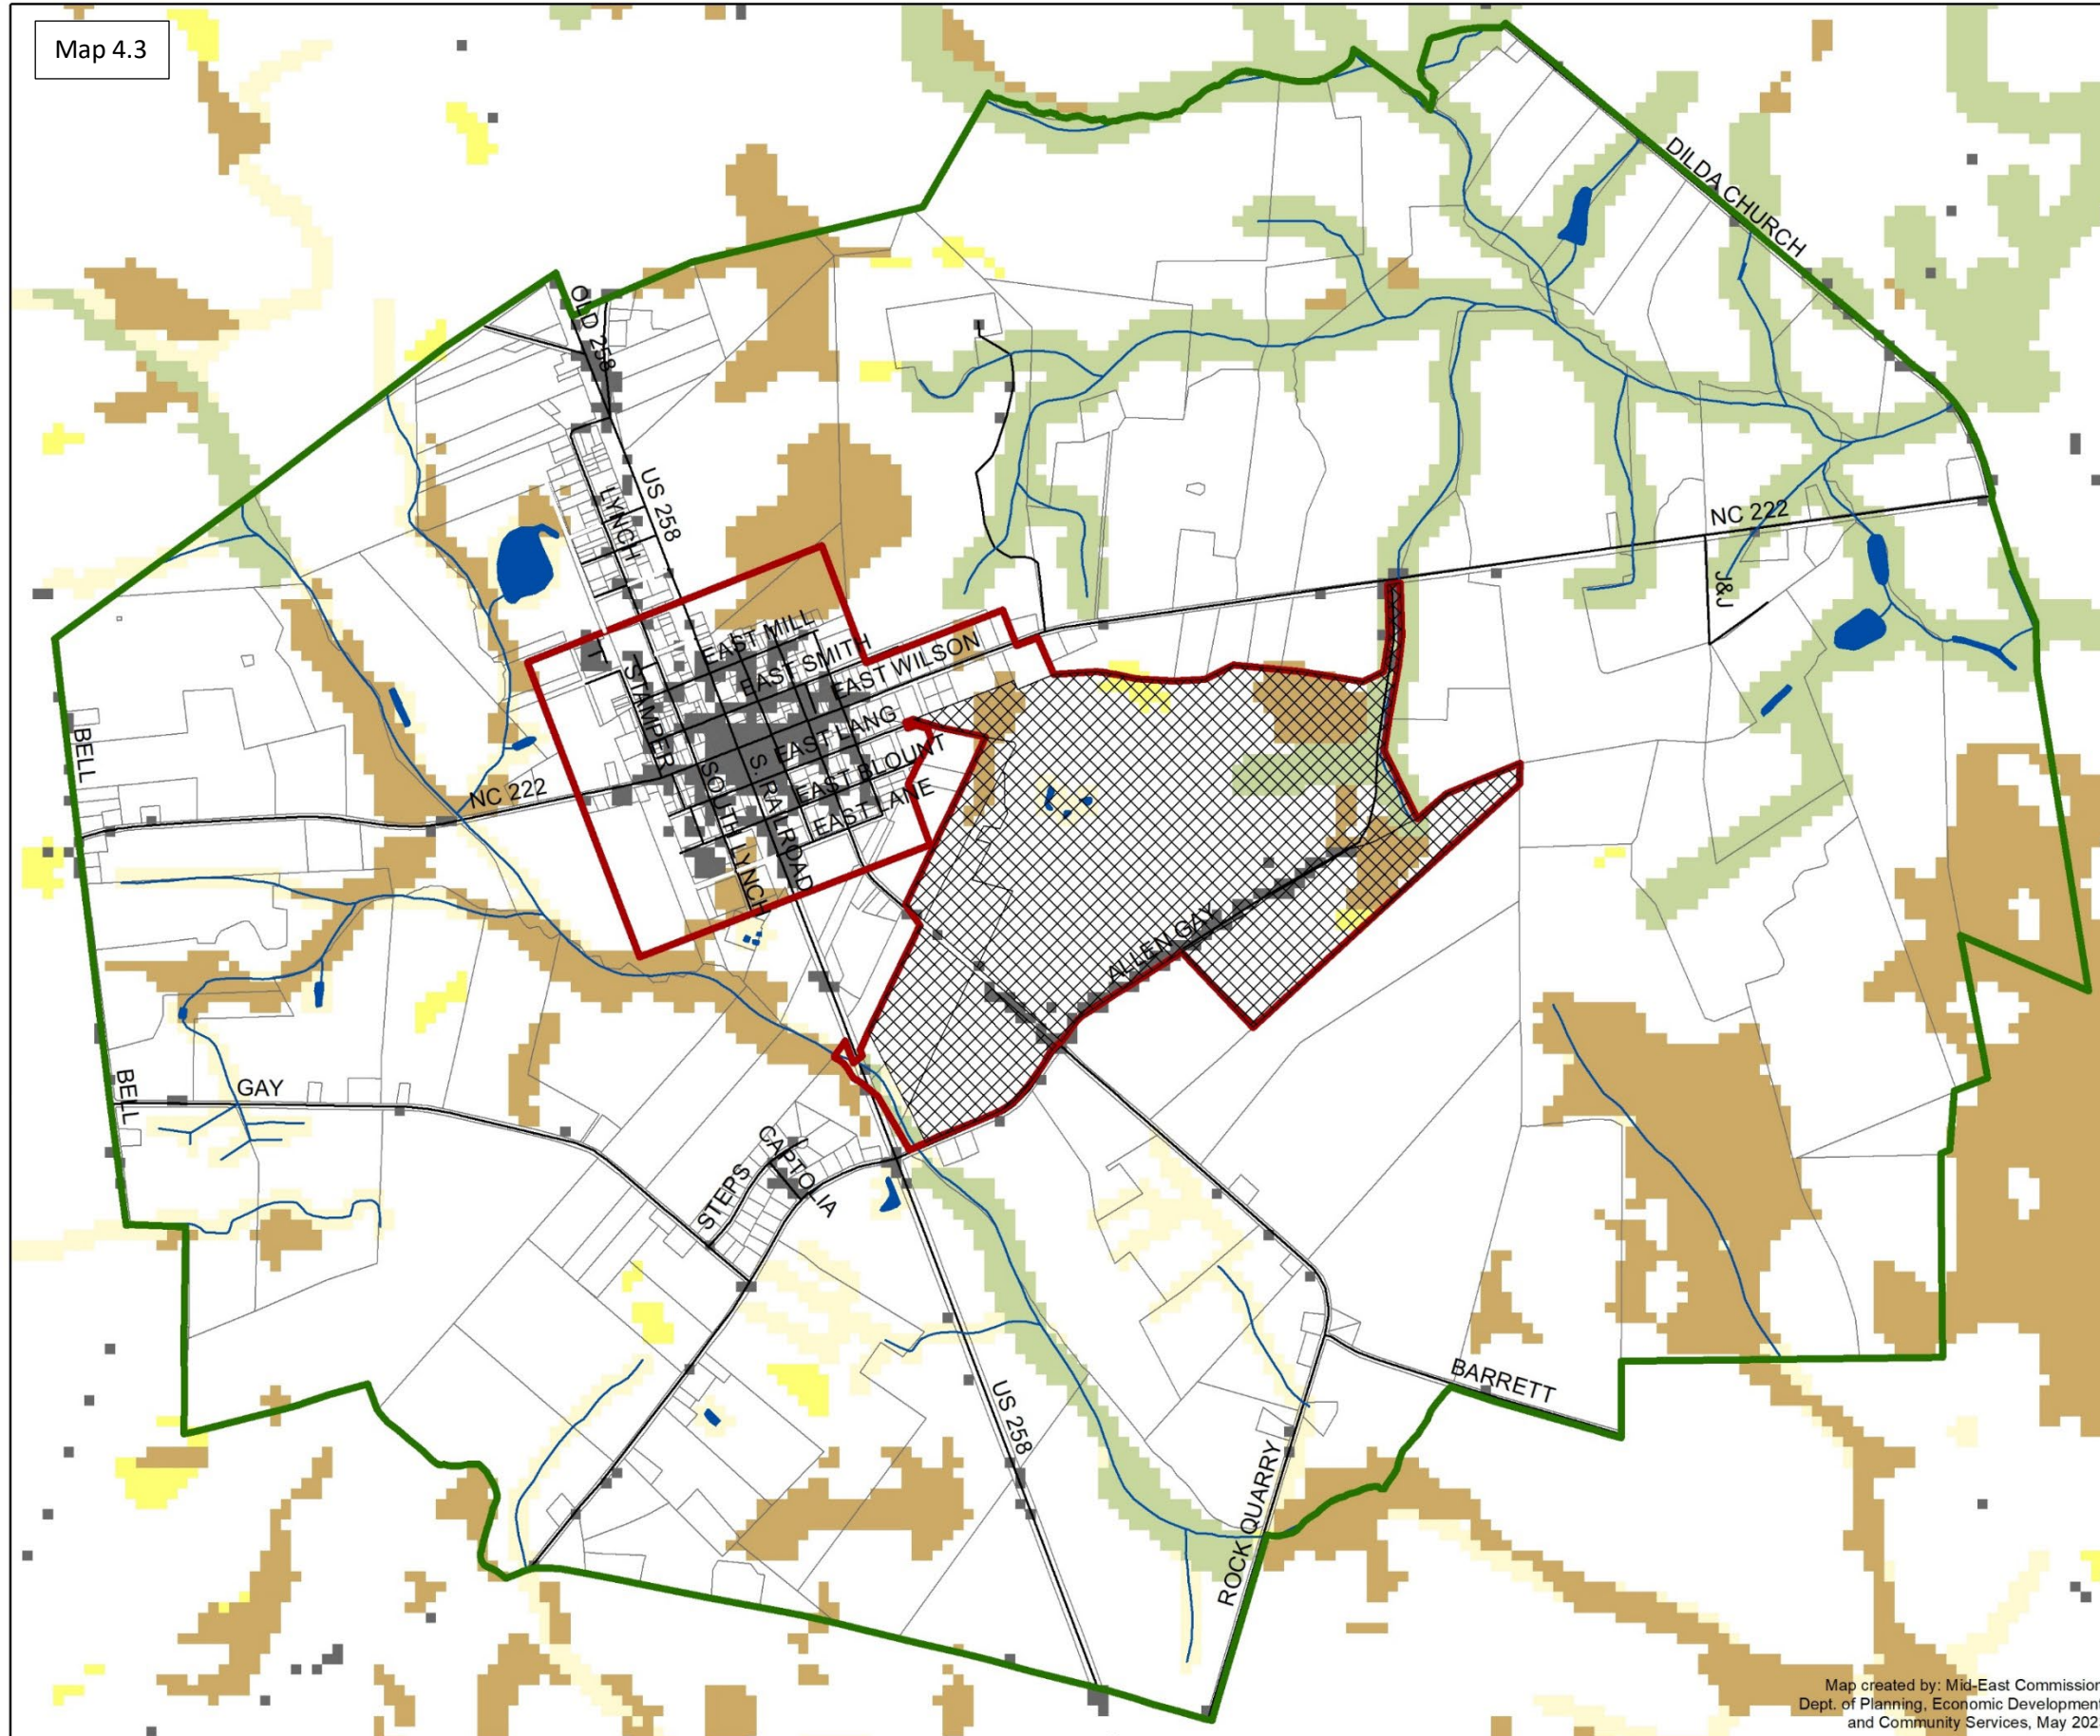 Map 4.3
DILDA CHURCH
OLD 258
US 258
LYNCH
NC 222
J&J
EAST MILL
EAST SMITH
EAST WILSON
STAMPER
EAST LANG
EAST BLOUNT
EAST LANE
S. RAILROAD
SOUTH LYNCH
NC 222
BELL
ALLEN GAY
BELL
GAY
CAPTOLIA
STEPS
US 258
BARRETT
ROCK QUARRY
Map created by: Mid-East Commission
Dept. of Planning, Economic Development
and Community Services, May 202